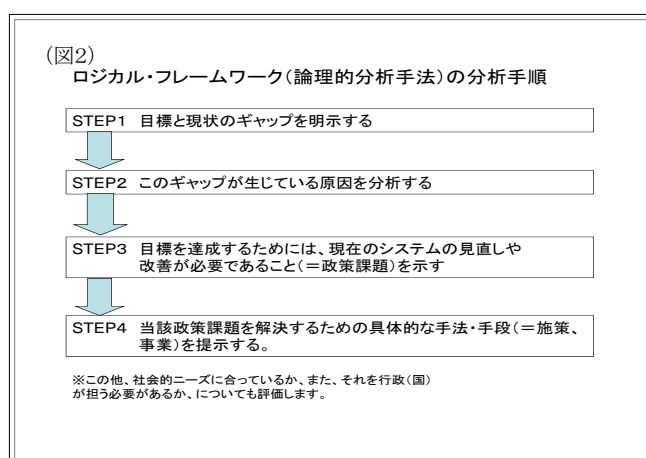 (図2)
ロジカル・フレームワーク(論理的分析手法)の分析手順
STEP1 目標と現状のギャップを明示する
STEP2 このギャップが生じている原因を分析する
STEP3 目標を達成するためには、現在のシステムの見直しや
改善が必要であること(=政策課題)を示す
STEP4 当該政策課題を解決するための具体的な手法・手段(=施策、
事業)を提示する。
※この他、社会的ニーズに合っているか、また、それを行政(国)
が担う必要があるか、についても評価します。